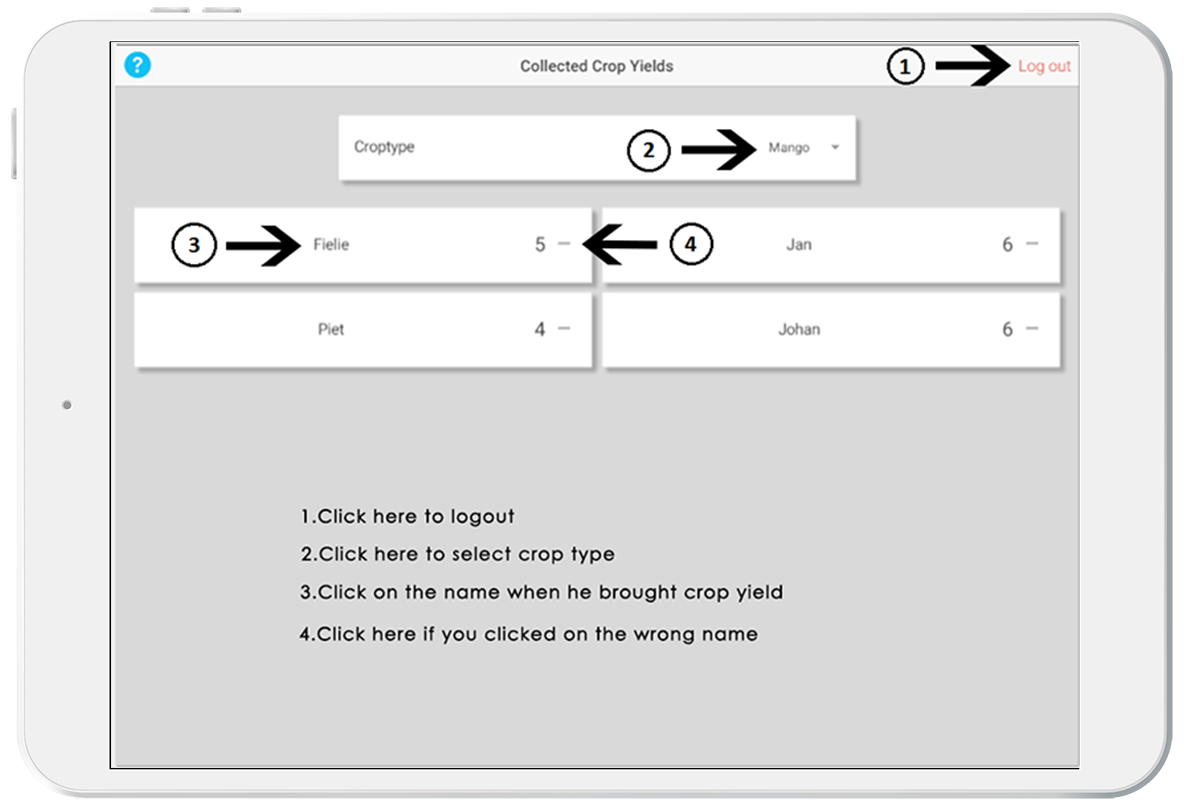 ? Collected Crop Yields 1 Log out
Croptype 2 Mango
3 Fielie 5 – 4 Jan 6 –
Piet 4 – Johan 6 –
1.Click here to logout
2.Click here to select crop type
3.Click on the name when he brought crop yield
4.Click here if you clicked on the wrong name